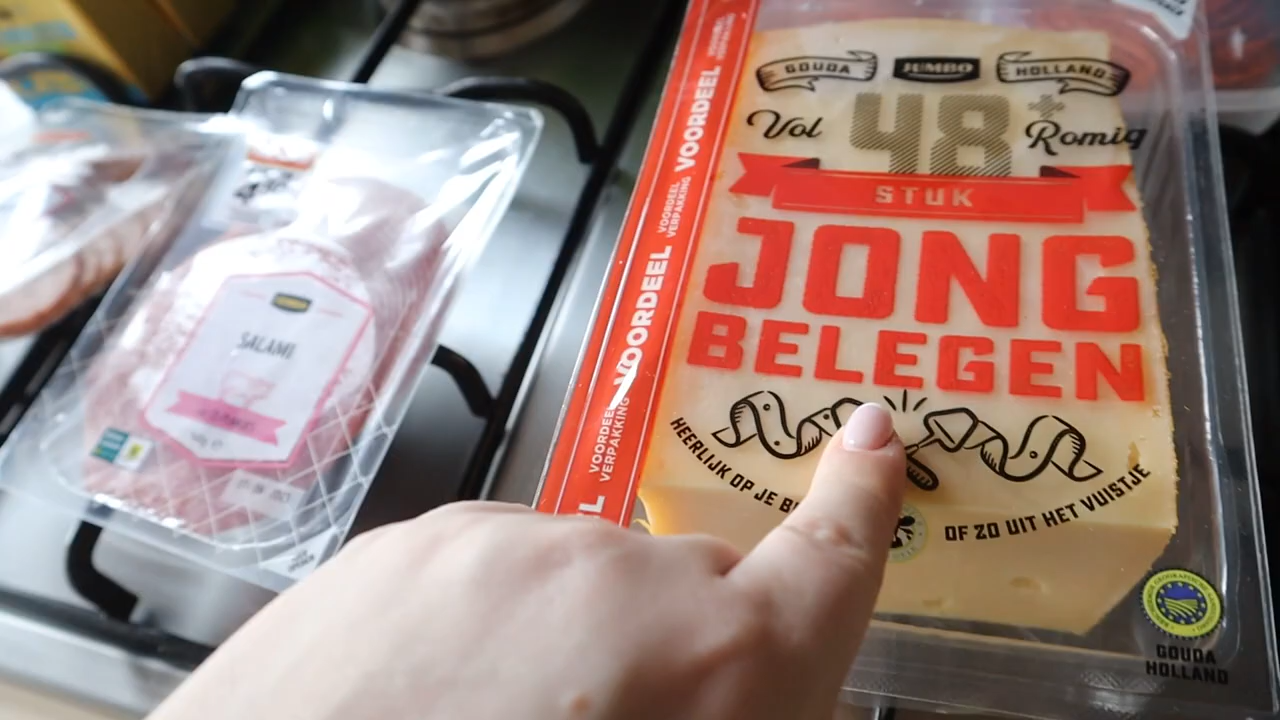 GOUDA
JUMBO
HOLLAND
Vol
48+
Romig
STUK
JONG
BELEGEN
HEERLIJK OP JE
OF ZO UIT HET VUISTJE
GOUDA
HOLLAND
VOORDEEL
VOORDEEL
VERPAKKING
VOORDEEL
VOORDEEL
VERPAKKING
SALAMI